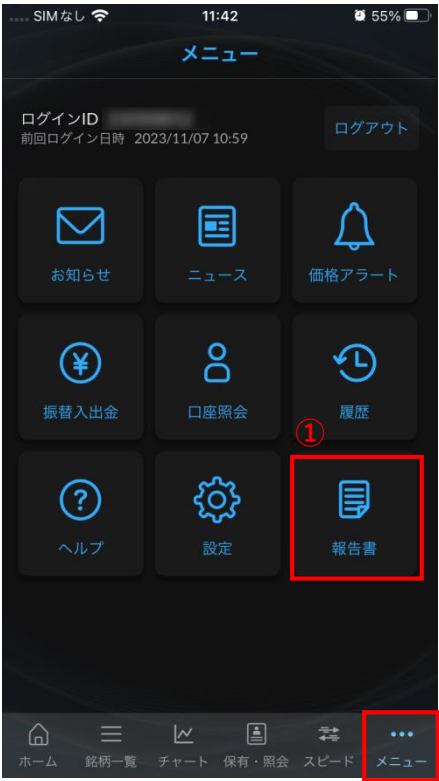 SIMなし 11:42 55%
メニュー
ログインID
前回ログイン日時 2023/11/07 10:59
ログアウト
お知らせ ニュース 価格アラート
¥
振替入出金 口座照会 履歴
①
?
ヘルプ 設定 報告書
ホーム 銘柄一覧 チャート 保有・照会 スピード メニュー